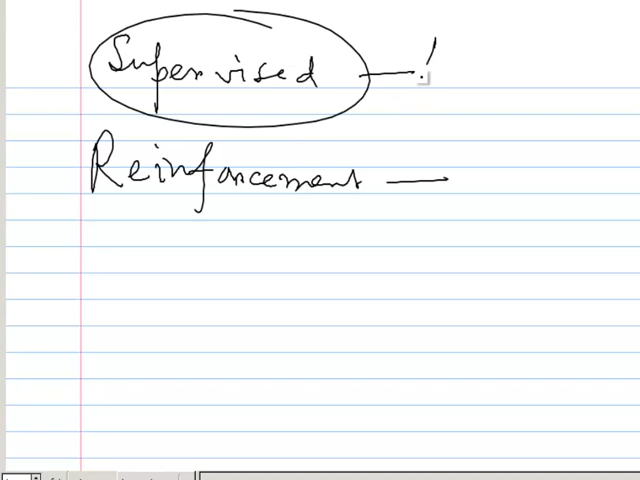 Supervised — !
Reinforcement —